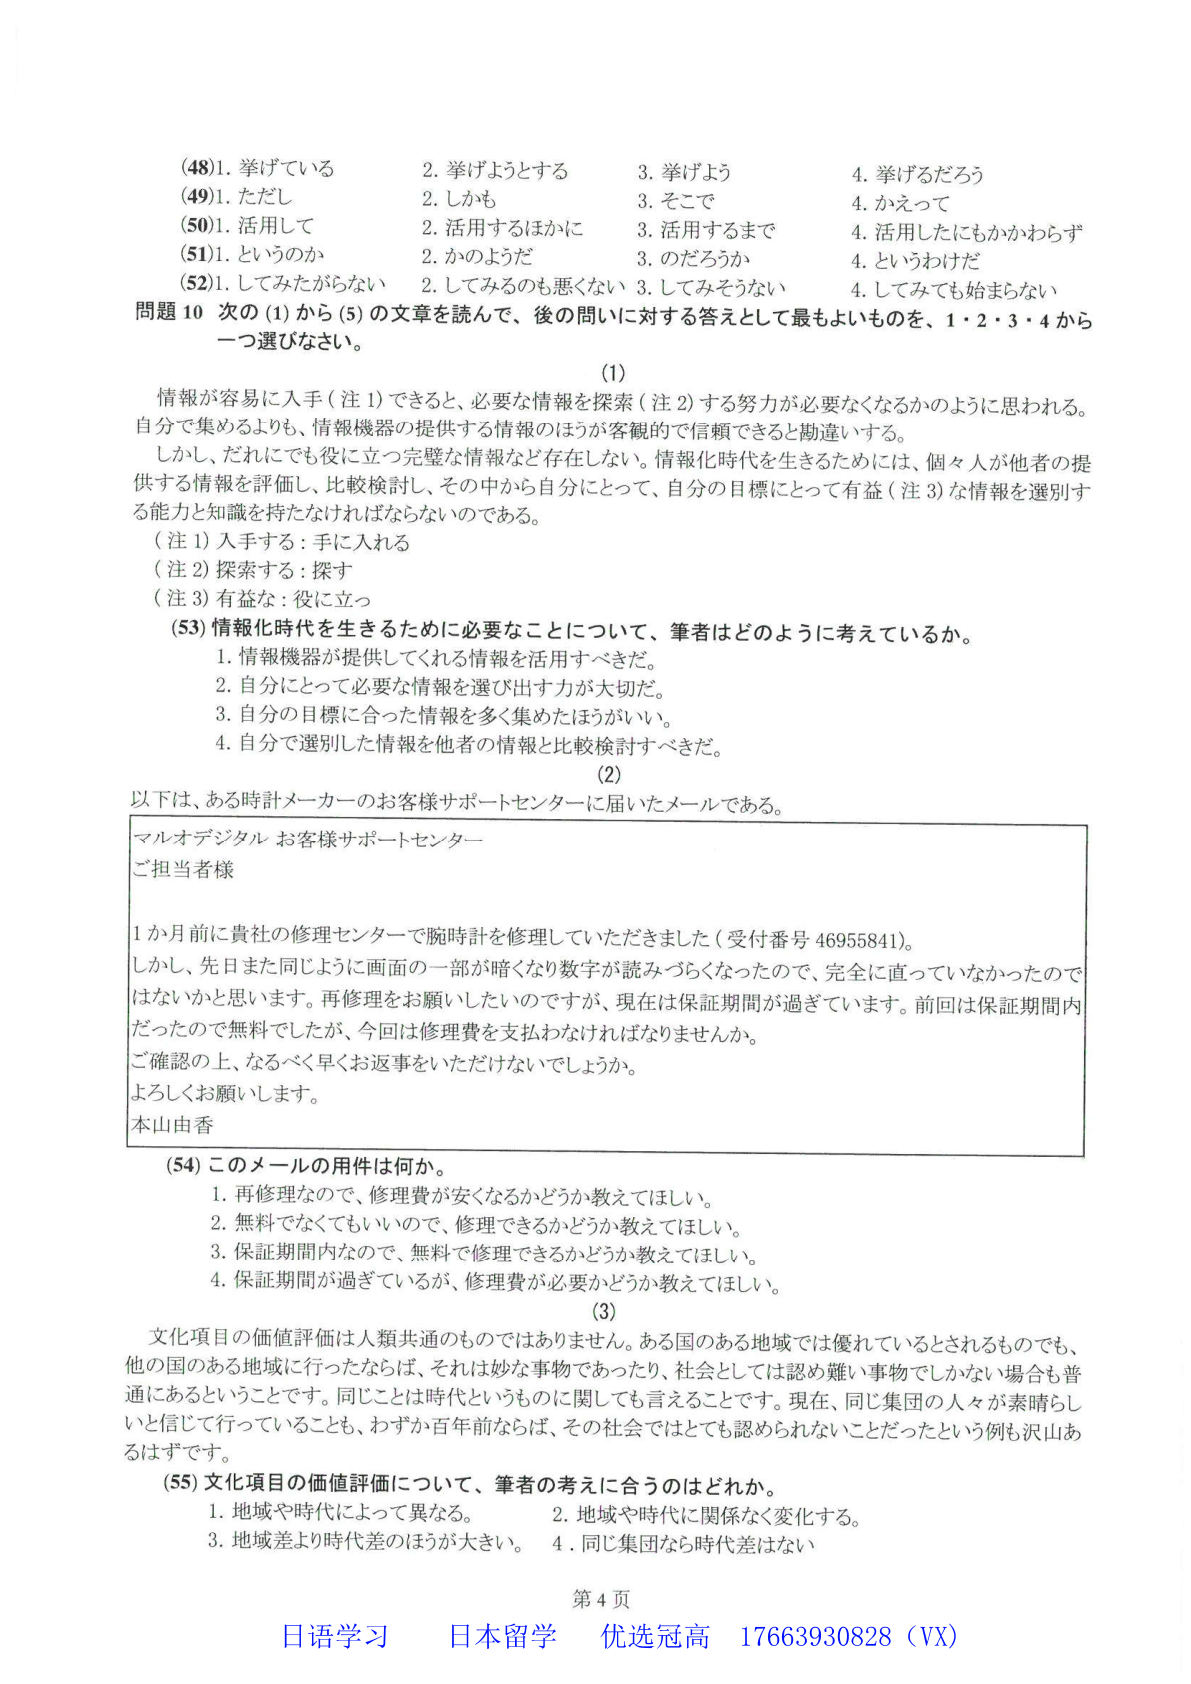 (48)1. 挙げている 2. 挙げようとする 3. 挙げよう 4. 挙げるだろう
(49)1. ただし 2. しかも 3. そこで 4. かえって
(50)1. 活用して 2. 活用するほかに 3. 活用するまで 4. 活用したにもかかわらず
(51)1. というのか 2. かのようだ 3. のだろうか 4. というわけだ
(52)1. してみたがらない 2. してみるのも悪くない 3. してみそうない 4. してみても始まらない
問題 10 次の (1) から (5) の文章を読んで、後の問いに対する答えとして最もよいものを、1・2・3・4 から
一つ選びなさい。
(1)
情報が容易に入手 ( 注 1) できると、必要な情報を探索 ( 注 2) する努力が必要なくなるかのように思われる。
自分で集めるよりも、情報機器の提供する情報のほうが客観的で信頼できると勘違いする。
しかし、だれにでも役に立つ完璧な情報など存在しない。情報化時代を生きるためには、個々人が他者の提
供する情報を評価し、比較検討し、その中から自分にとって、自分の目標にとって有益 ( 注 3) な情報を選別す
る能力と知識を持たなければならないのである。
( 注 1) 入手する : 手に入れる
( 注 2) 探索する : 探す
( 注 3) 有益な : 役に立つ
(53) 情報化時代を生きるために必要なことについて、筆者はどのように考えているか。
1. 情報機器が提供してくれる情報を活用すべきだ。
2. 自分にとって必要な情報を選び出す力が大切だ。
3. 自分の目標に合った情報を多く集めたほうがいい。
4. 自分で選別した情報を他者の情報と比較検討すべきだ。
(2)
以下は、ある時計メーカーのお客様サポートセンターに届いたメールである。
マルオデジタル お客様サポートセンター
ご担当者様
1 か月前に貴社の修理センターで腕時計を修理していただきました ( 受付番号 46955841)。
しかし、先日また同じように画面の一部が暗くなり数字が読みづらくなったので、完全に直っていなかったので
はないかと思います。再修理をお願いしたいのですが、現在は保証期間が過ぎています。前回は保証期間内
だったので無料でしたが、今回は修理費を支払わなければなりませんか。
ご確認の上、なるべく早くお返事をいただけないでしょうか。
よろしくお願いします。
本山由香
(54) このメールの用件は何か。
1. 再修理なので、修理費が安くなるかどうか教えてほしい。
2. 無料でなくてもいいので、修理できるかどうか教えてほしい。
3. 保証期間内なので、無料で修理できるかどうか教えてほしい。
4. 保証期間が過ぎているが、修理費が必要かどうか教えてほしい。
(3)
文化項目の価値評価は人類共通のものではありません。ある国のある地域では優れているとされるものでも、
他の国のある地域に行ったならば、それは妙な事物であったり、社会としては認め難い事物でしかない場合も普
通にあるということです。同じことは時代というものに関しても言えることです。現在、同じ集団の人々が素晴らし
いと信じて行っていることも、わずか百年前ならば、その社会ではとても認められないことだったという例も沢山あ
るはずです。
(55) 文化項目の価値評価について、筆者の考えに合うのはどれか。
1. 地域や時代によって異なる。 2. 地域や時代に関係なく変化する。
3. 地域差より時代差のほうが大きい。 4 . 同じ集団なら時代差はない
第 4 页
日语学习 日本留学 优选冠高 17663930828（VX)